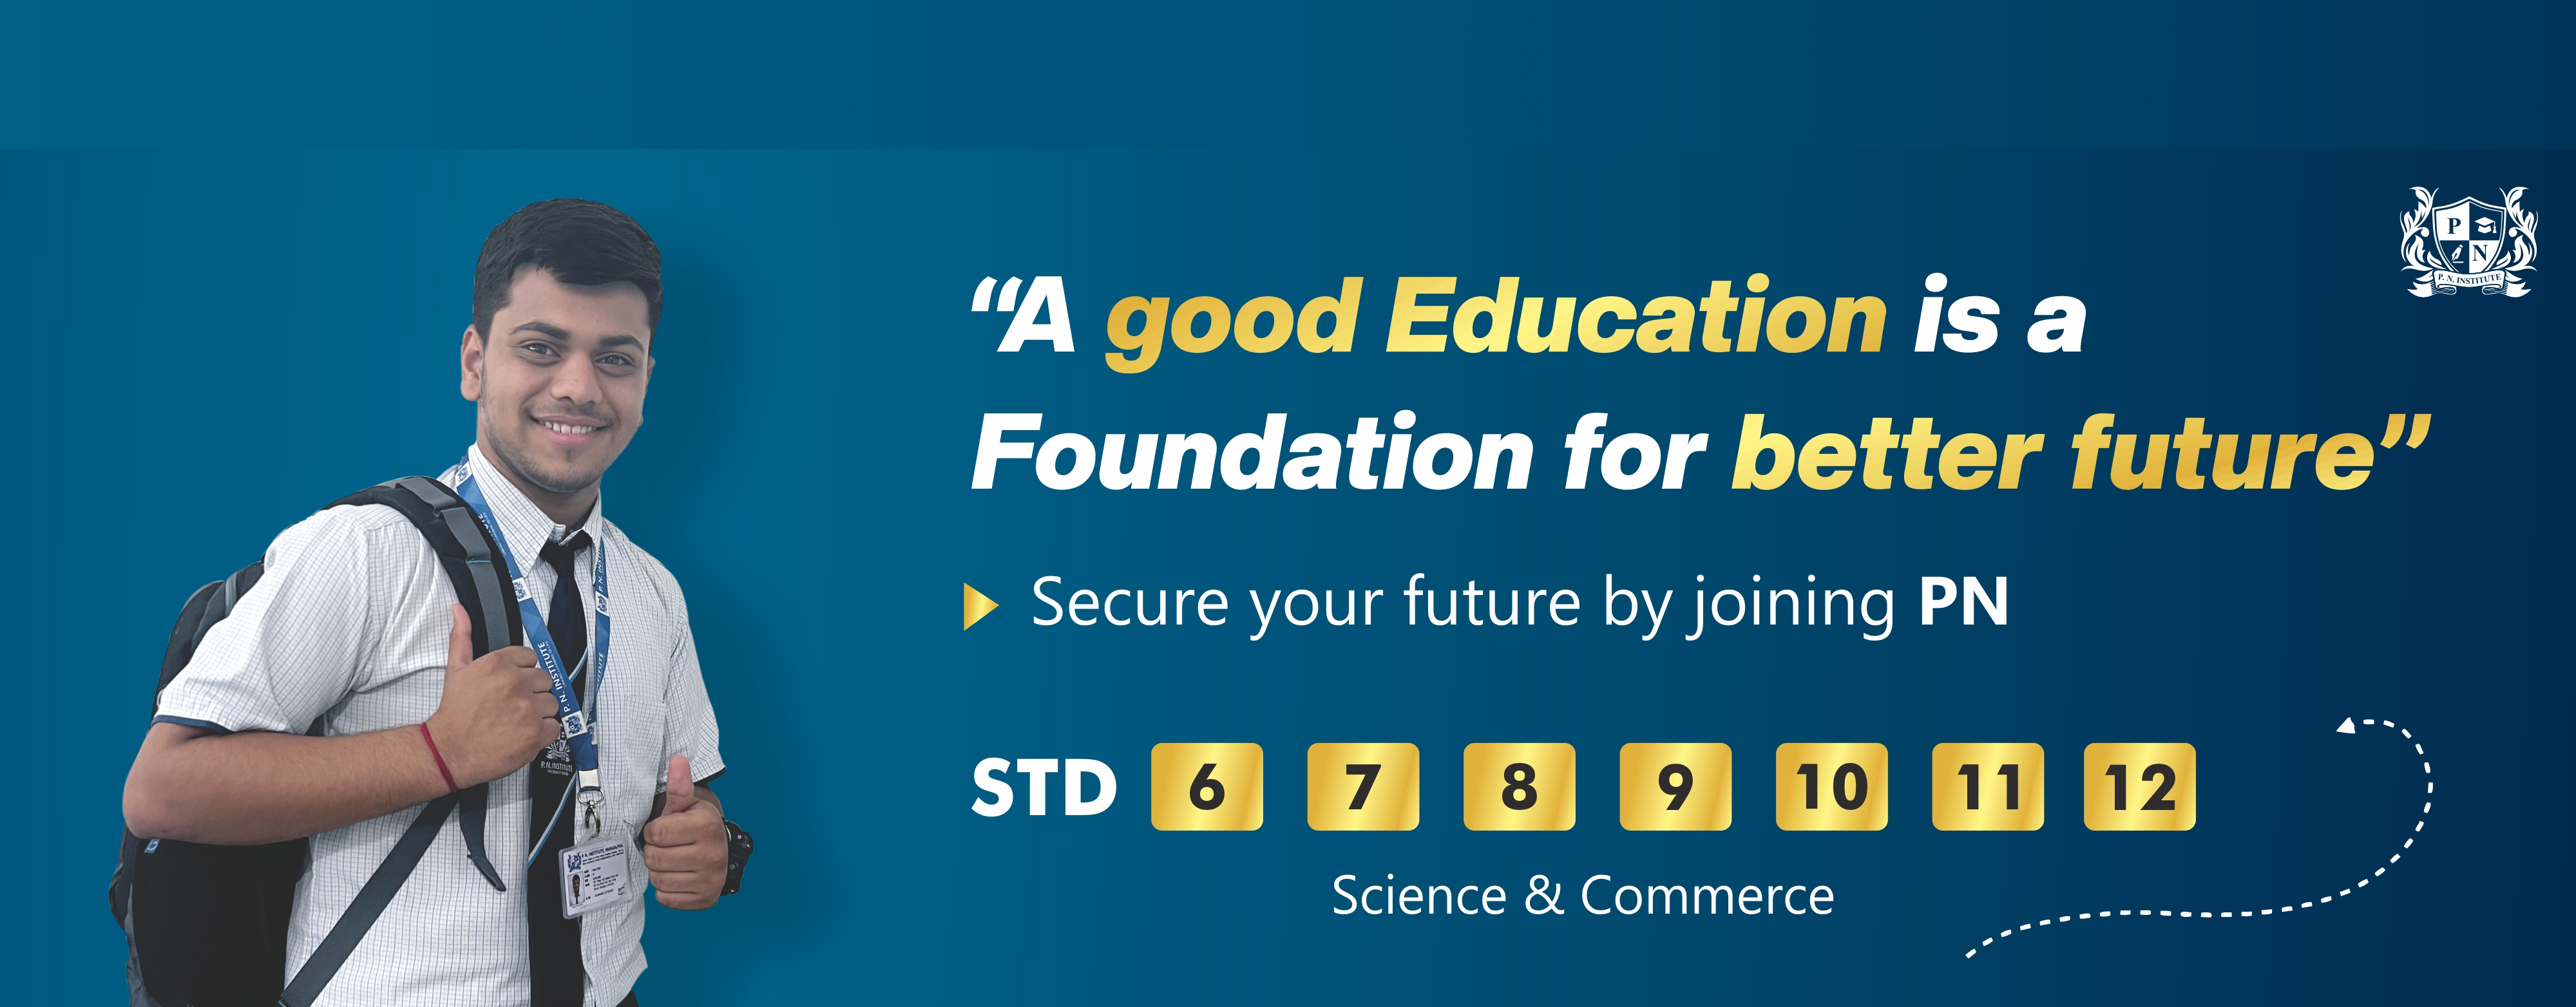 P
N
P. N. INSTITUTE
“A good Education is a
Foundation for better future”
Secure your future by joining PN
STD 6 7 8 9 10 11 12
Science & Commerce
P. N. INSTITUTE
P.N. INSTITUTE